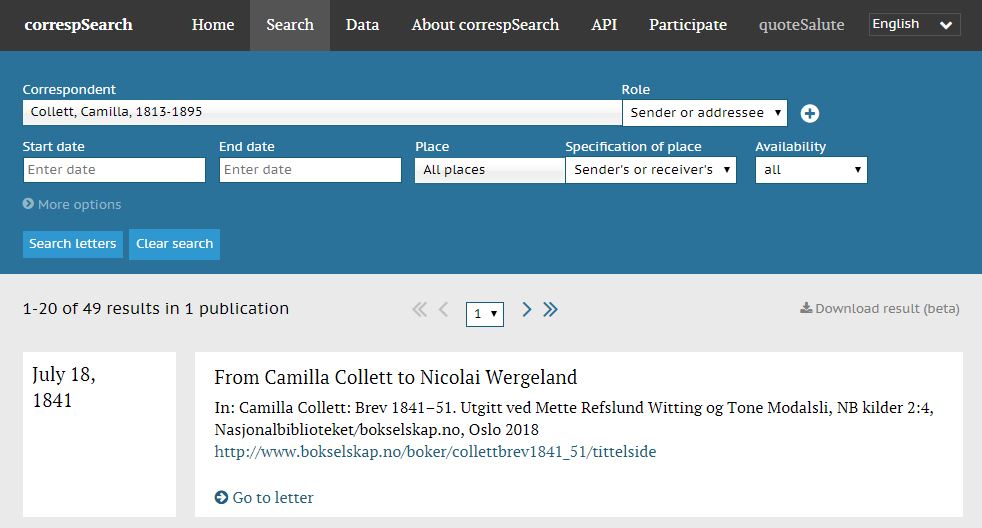 correspSearch Home Search Data About correspSearch API Participate quoteSalute English
Correspondent Role
Collett, Camilla, 1813-1895 Sender or addressee
Start date End date Place Specification of place Availability
Enter date Enter date All places Sender's or receiver's all
More options
Search letters Clear search
1-20 of 49 results in 1 publication 1 Download result (beta)
July 18,
1841
From Camilla Collett to Nicolai Wergeland
In: Camilla Collett: Brev 1841–51. Utgitt ved Mette Refslund Witting og Tone Modalsli, NB kilder 2:4,
Nasjonalbiblioteket/bokselskap.no, Oslo 2018
http://www.bokselskap.no/boker/collettbrev1841_51/tittelside
Go to letter